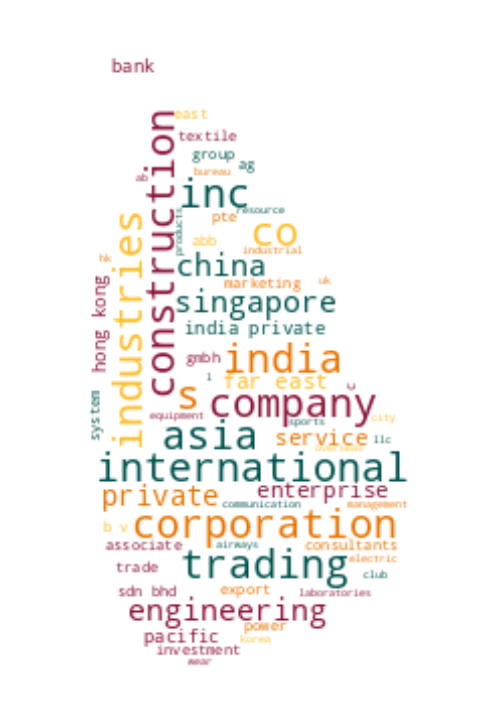 bank
east
construction
textile
group
ag
bureau
ab
inc
resource
pte
products
industries
co
abb
industrial
hk
china
marketing
uk
hong kong
singapore
india private
gmbh
india
l
far east
s
company
c
equipment
system
sports
city
asia
service
llc
overseas
international
private
enterprise
communication
management
b v
corporation
associate
airways
consultants
trading
electric
trade
club
sdn bhd
export
laboratories
engineering
power
pacific
korea
investment
wear